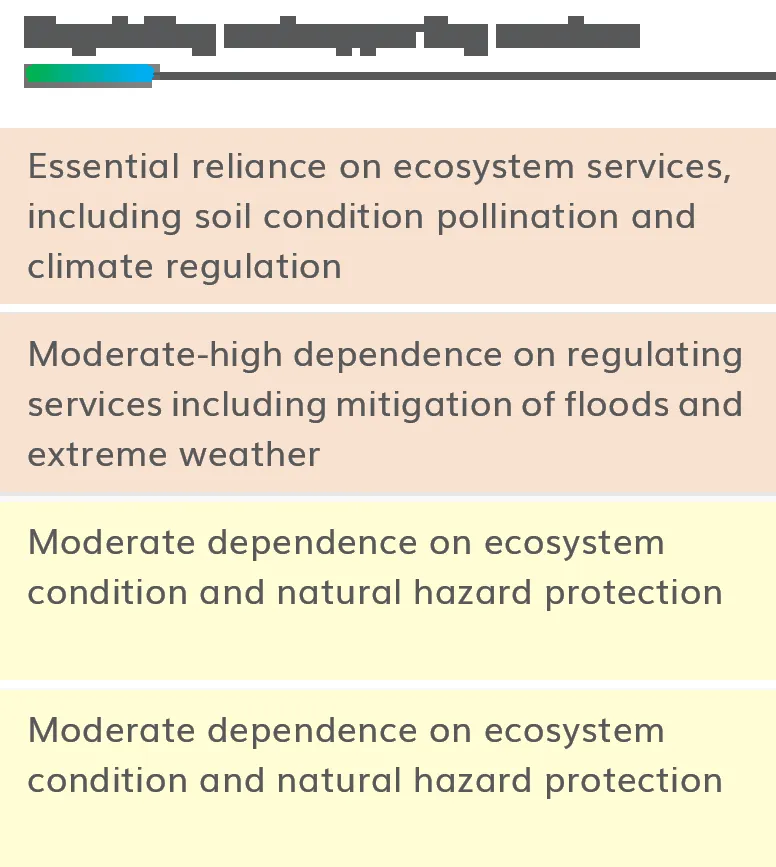 Essential reliance on ecosystem services,
including soil condition pollination and
climate regulation
Moderate-high dependence on regulating
services including mitigation of floods and
extreme weather
Moderate dependence on ecosystem
condition and natural hazard protection
Moderate dependence on ecosystem
condition and natural hazard protection